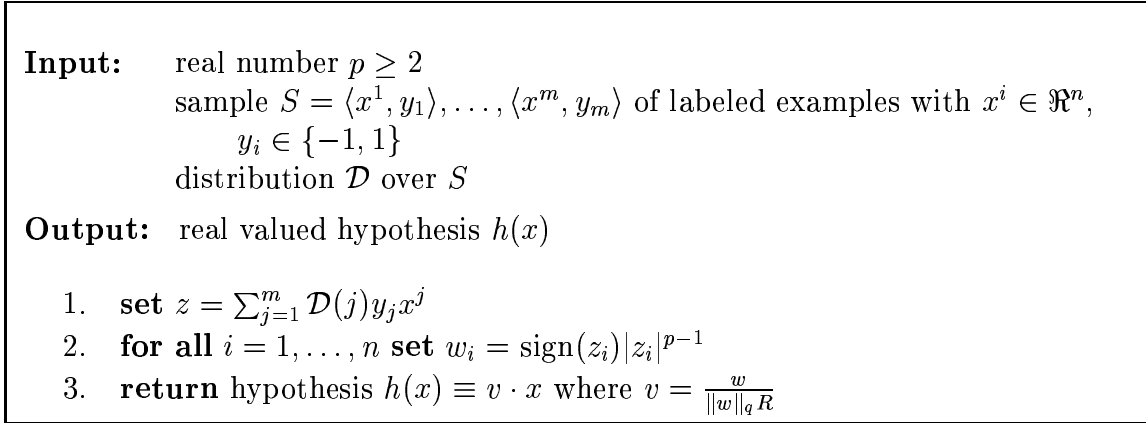 Input: real number p ≥ 2
sample S = ⟨x^1, y_1⟩, . . . , ⟨x^m, y_m⟩ of labeled examples with x^i ∈ ℜ^n,
y_i ∈ {−1, 1}
distribution 𝒟 over S
Output: real valued hypothesis h(x)
1. set z = ∑_{j=1}^{m} 𝒟(j)y_j x^j
2. for all i = 1, . . . , n set w_i = sign(z_i)|z_i|^{p−1}
3. return hypothesis h(x) ≡ v · x where v = \frac{w}{||w||_q R}